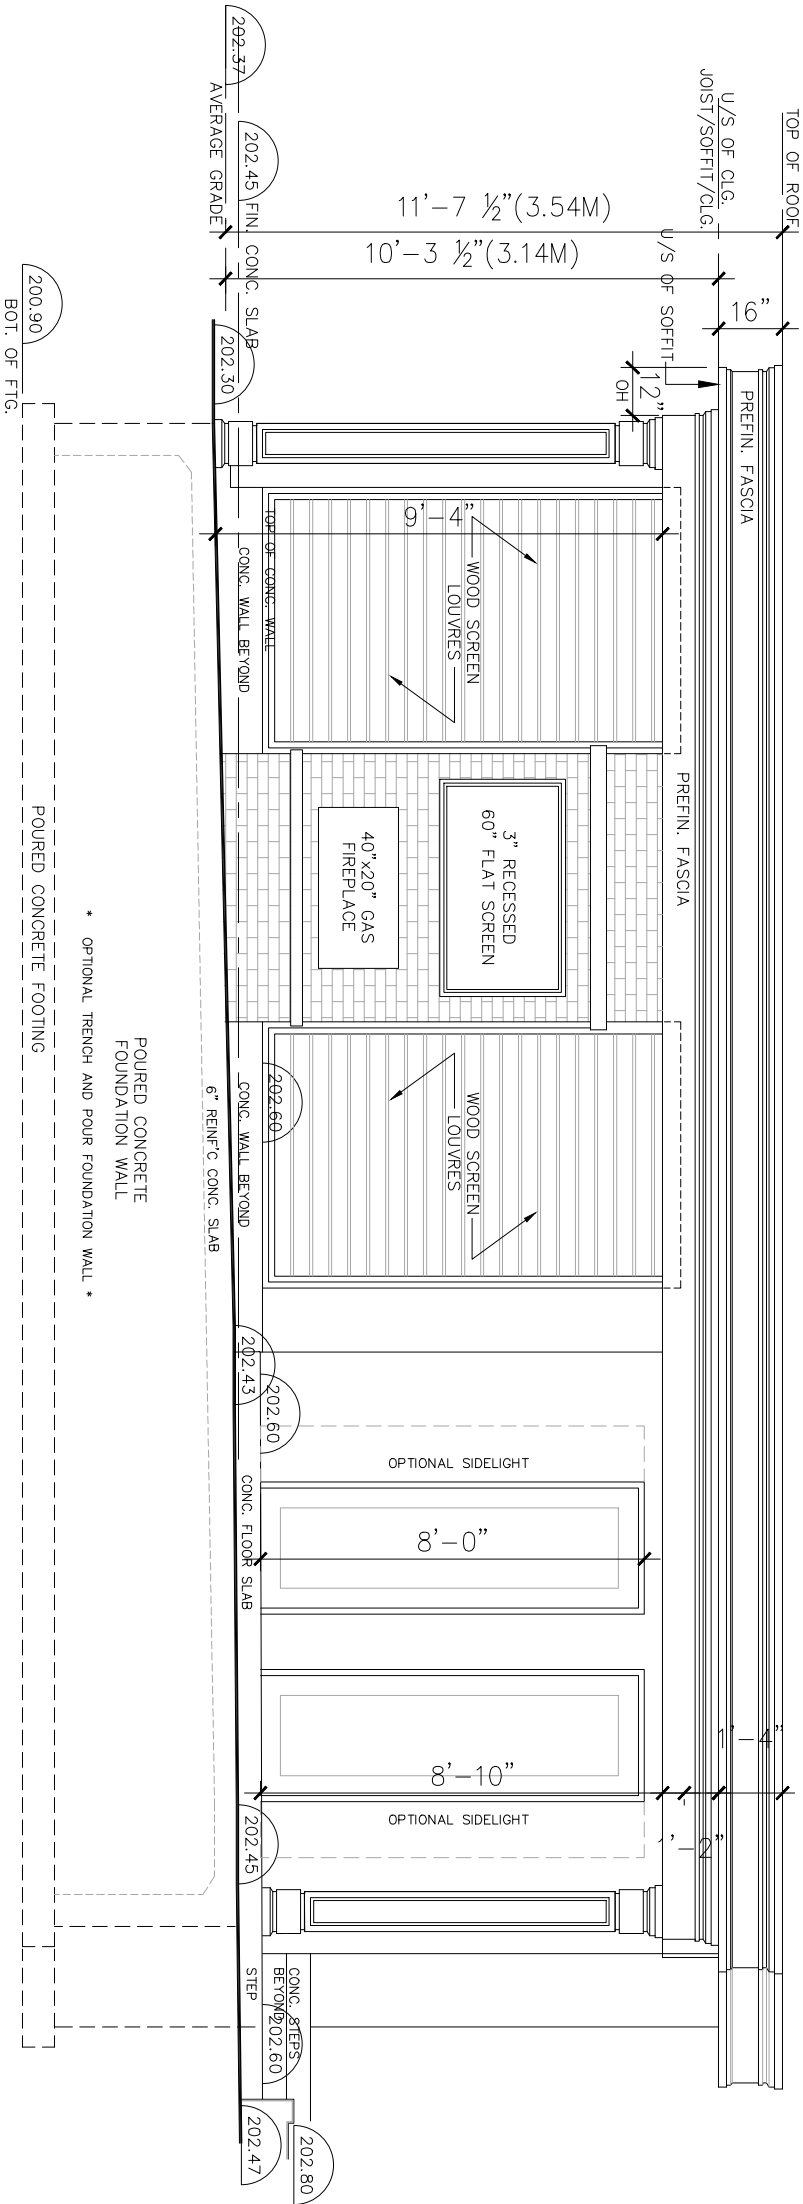 TOP OF ROOF
U/S OF CLG.
JOIST/SOFFIT/CLG.
U/S OF SOFFIT
16"
12"
OH
11'-7 ½"(3.54M)
10'-3 ½"(3.14M)
202.37
AVERAGE GRADE
202.45 FIN. CONC. SLAB
202.30
200.90
BOT. OF FTG.
PREFIN. FASCIA
PREFIN. FASCIA
9'-4"
WOOD SCREEN
LOUVRES
TOP OF CONC. WALL
CONC. WALL BEYOND
3" RECESSED
60" FLAT SCREEN
40"x20" GAS
FIREPLACE
WOOD SCREEN
LOUVRES
202.60
CONC. WALL BEYOND
6" REINF'C CONC. SLAB
POURED CONCRETE
FOUNDATION WALL
* OPTIONAL TRENCH AND POUR FOUNDATION WALL *
POURED CONCRETE FOOTING
202.43
202.60
OPTIONAL SIDELIGHT
8'-0"
CONC. FLOOR SLAB
8'-10"
1'-4"
'-2"
OPTIONAL SIDELIGHT
202.45
STEP
CONC. STEPS
BEYOND
202.60
202.47
202.80